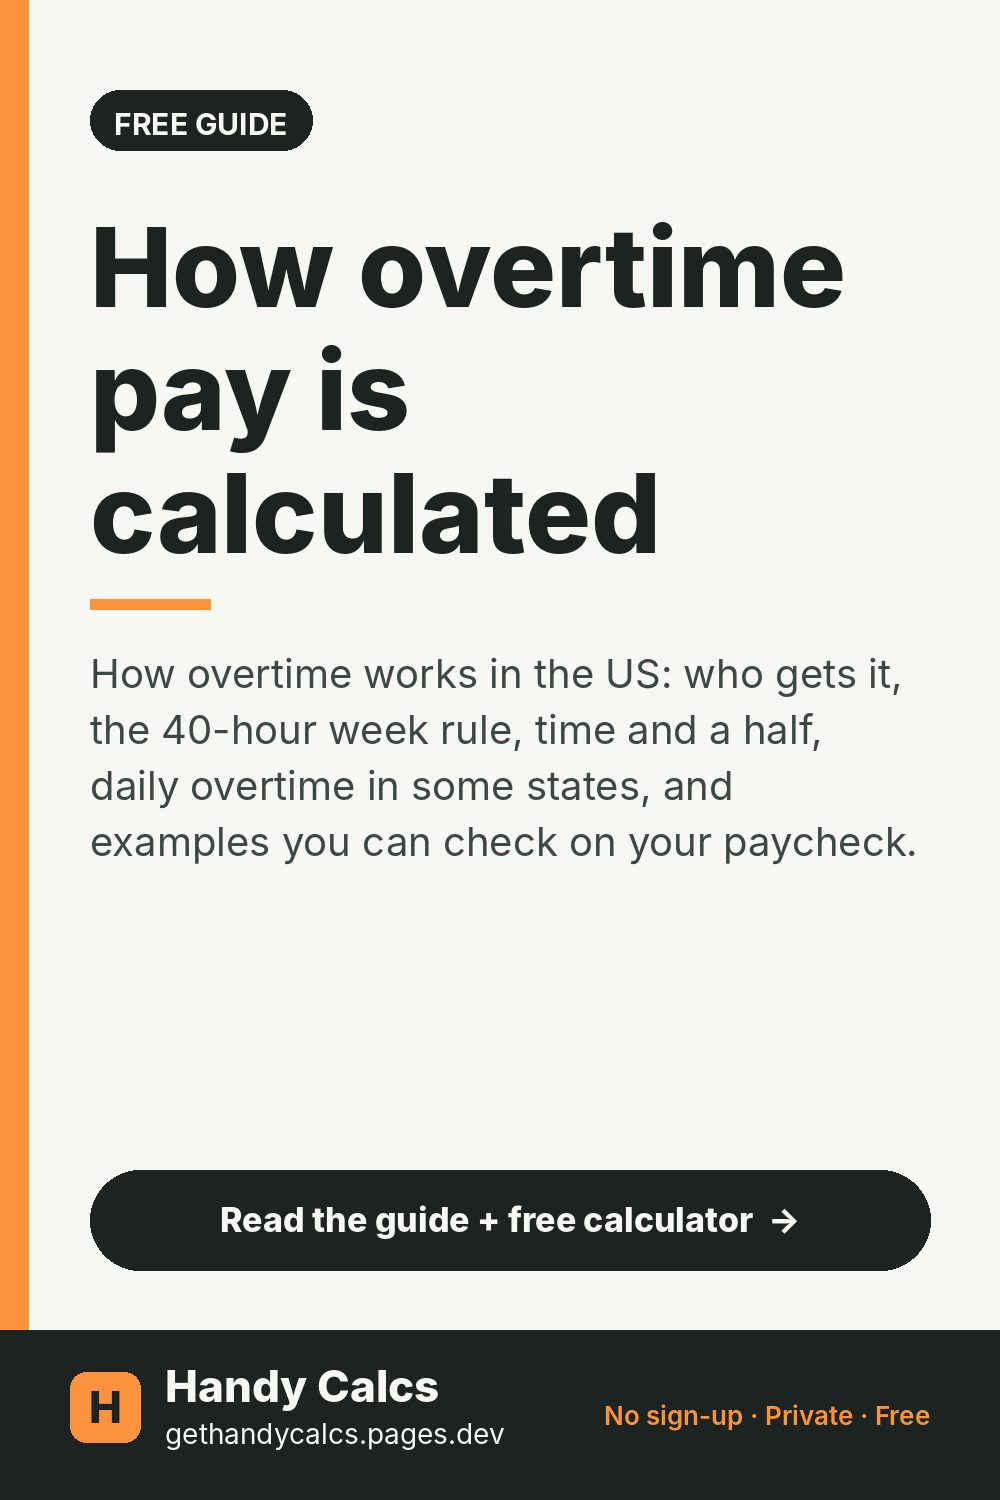 FREE GUIDE
How overtime
pay is
calculated
How overtime works in the US: who gets it,
the 40-hour week rule, time and a half,
daily overtime in some states, and
examples you can check on your paycheck.
Read the guide + free calculator →
H
Handy Calcs
gethandycalcs.pages.dev
No sign-up · Private · Free